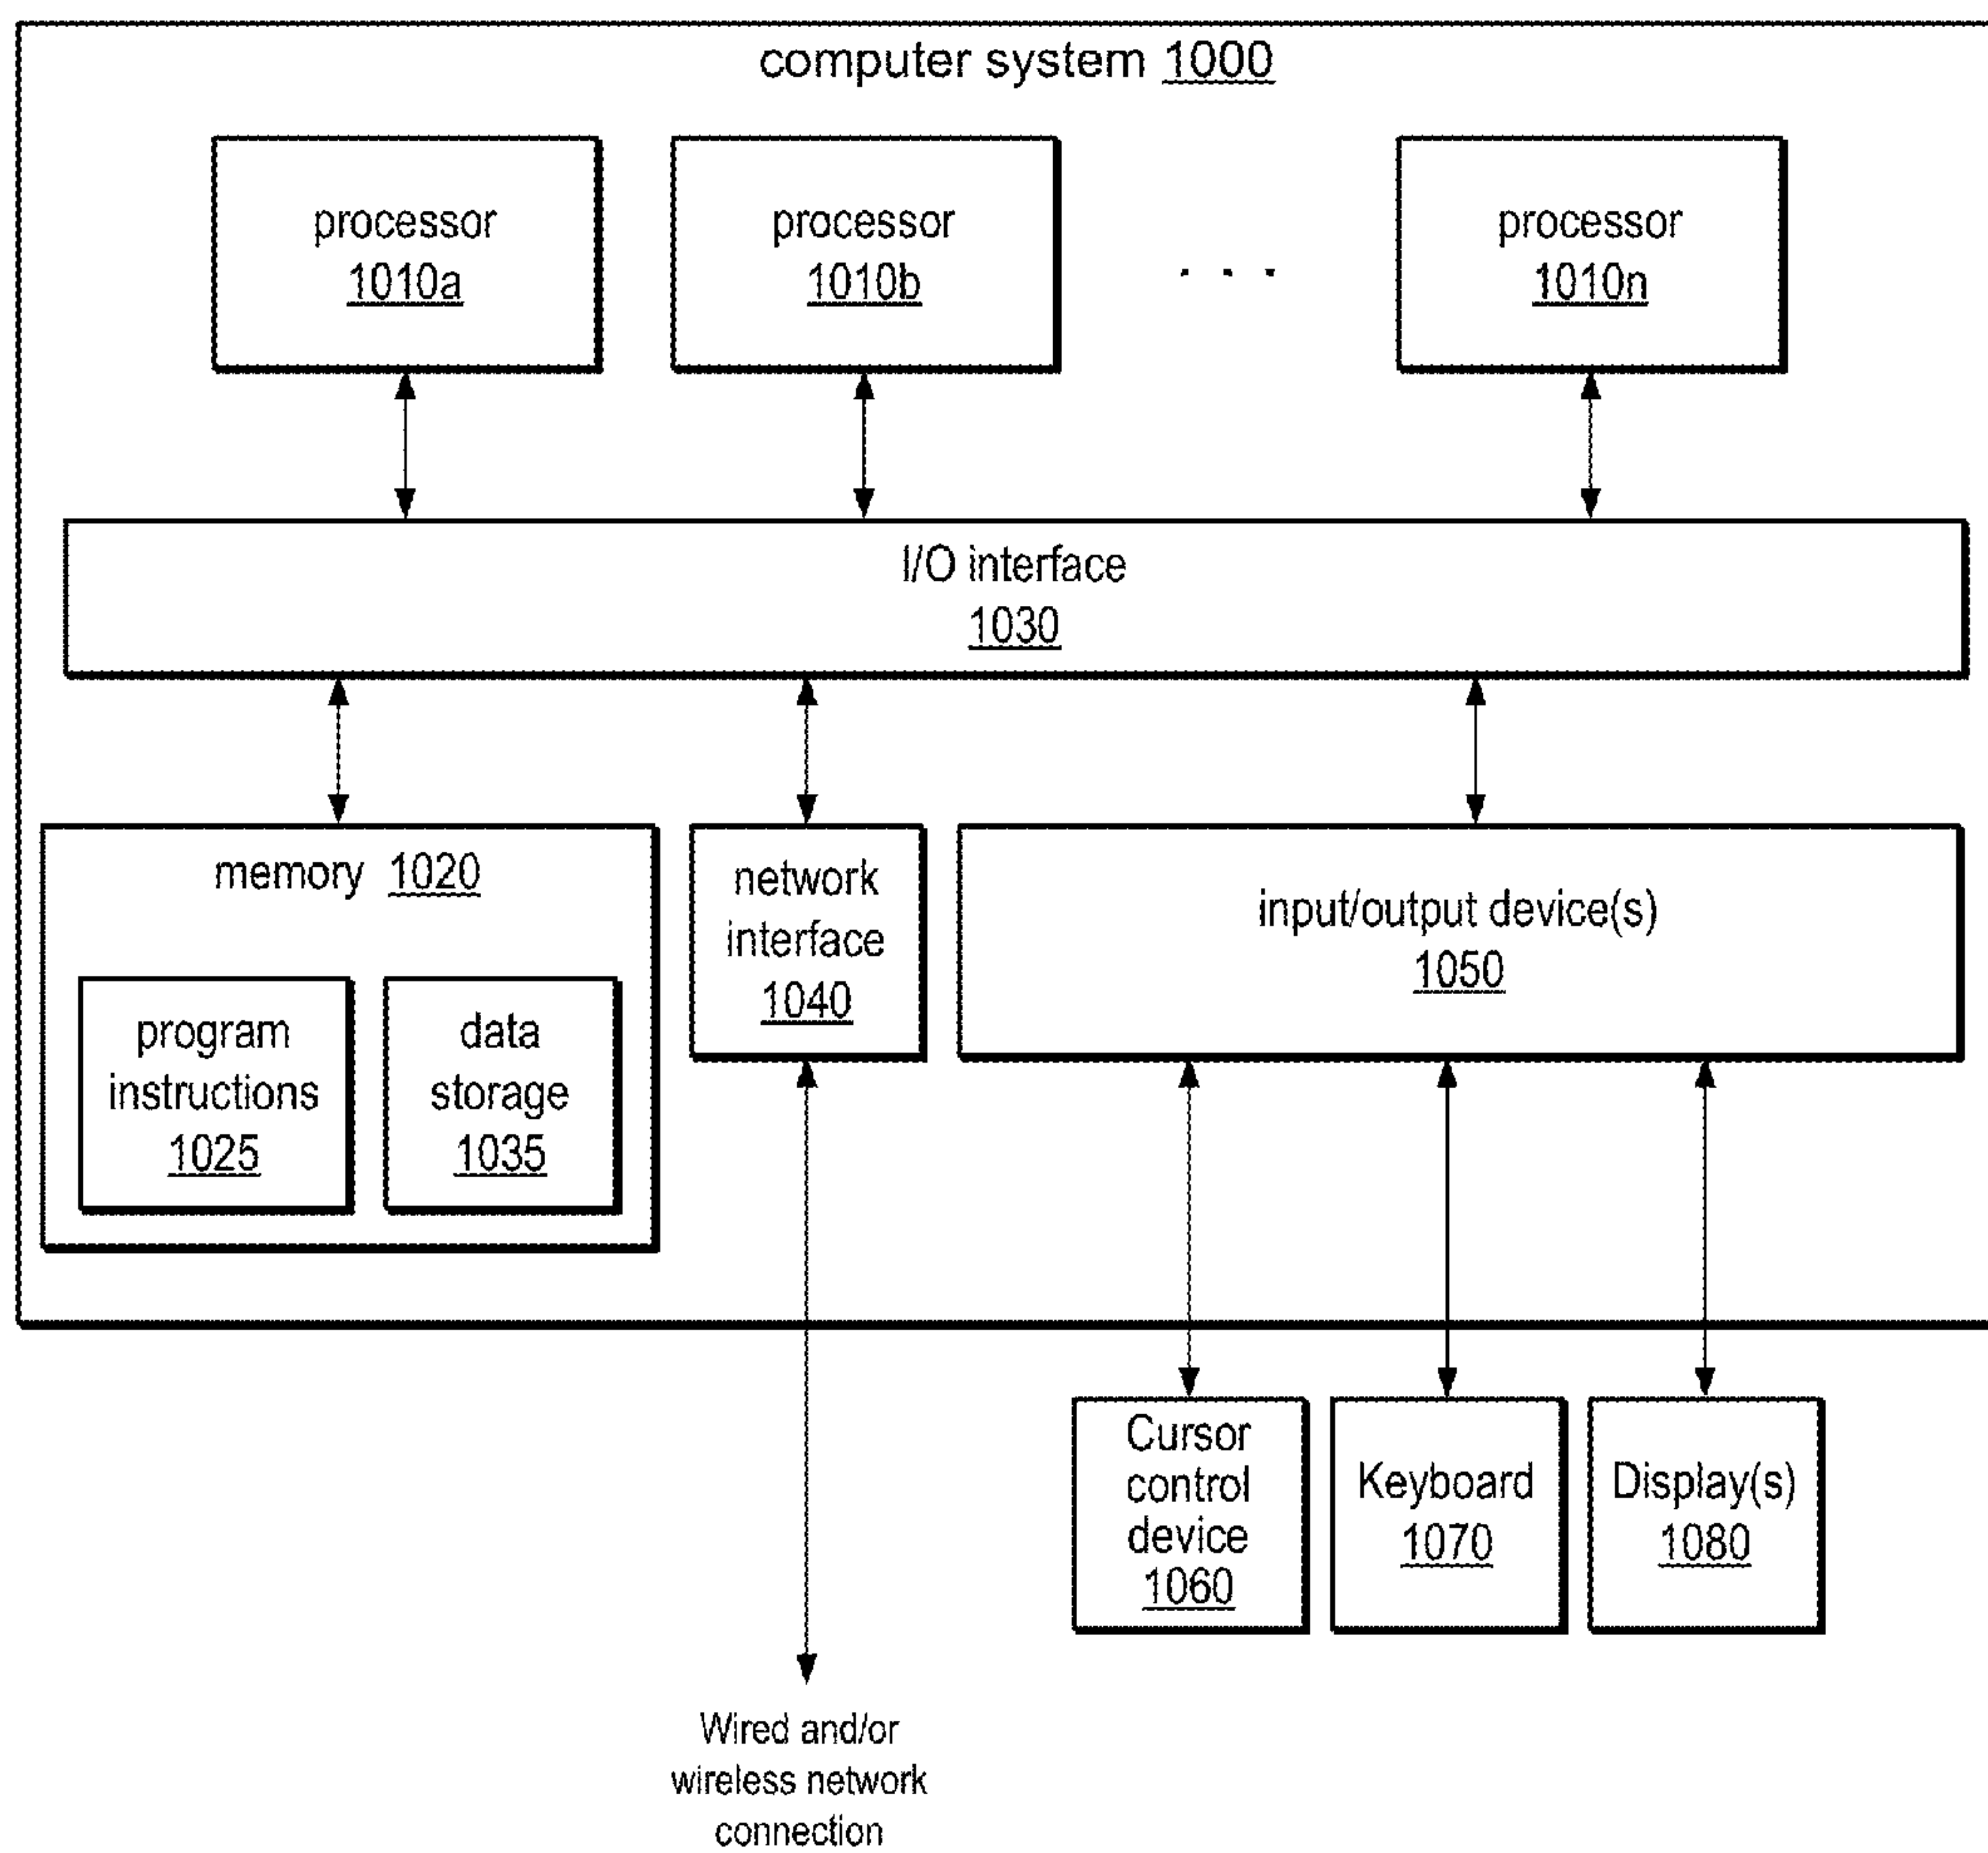 computer system 1000
processor
1010a
processor
1010b
. . .
processor
1010n
I/O interface
1030
memory 1020
program
instructions
1025
data
storage
1035
network
interface
1040
input/output device(s)
1050
Cursor
control
device
1060
Keyboard
1070
Display(s)
1080
Wired and/or
wireless network
connection